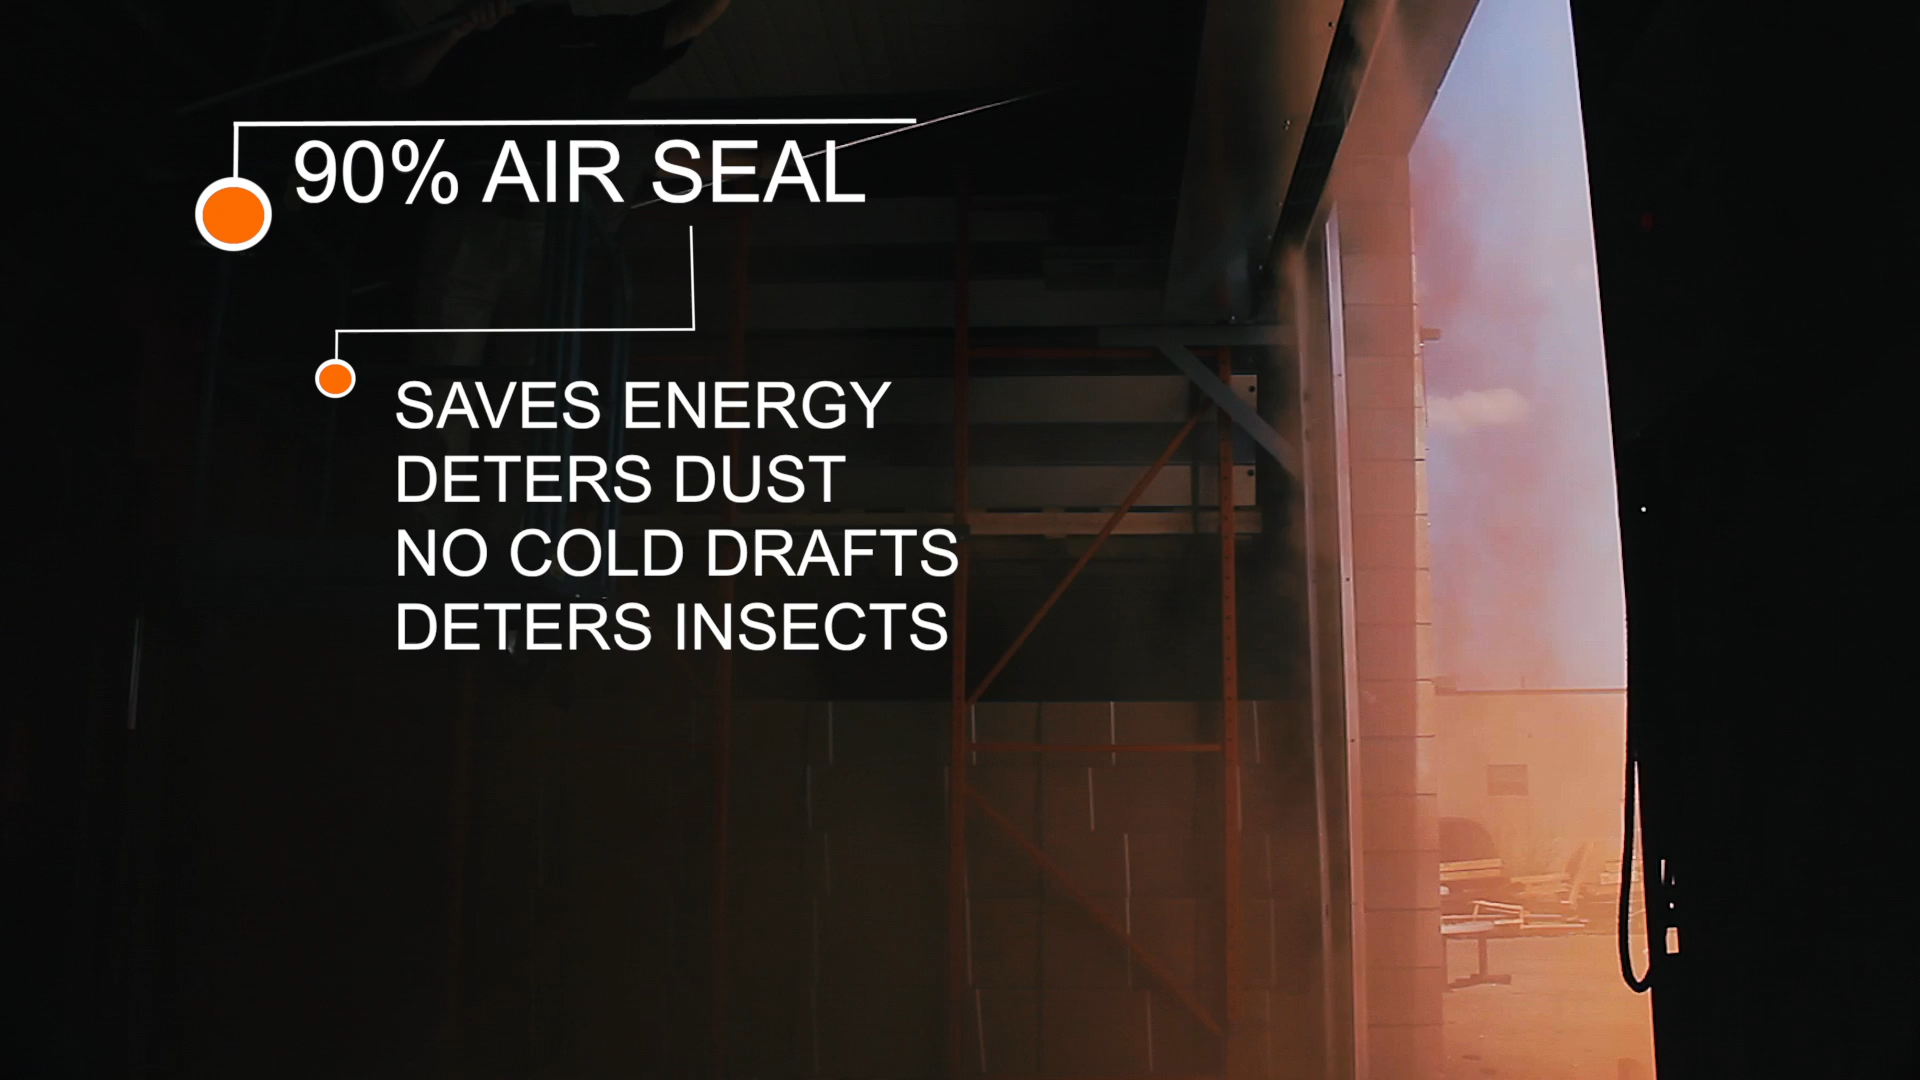 90% AIR SEAL
SAVES ENERGY
DETERS DUST
NO COLD DRAFTS
DETERS INSECTS